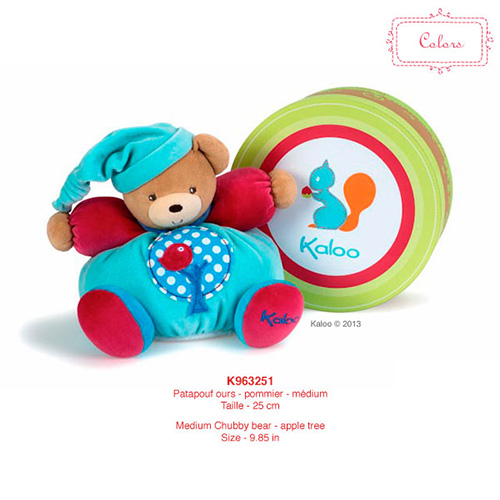 Colors
Kaloo
Kaloo
Kaloo © 2013
K963251
Patapouf ours - pommier - médium
Taille - 25 cm
Medium Chubby bear - apple tree
Size - 9.85 in